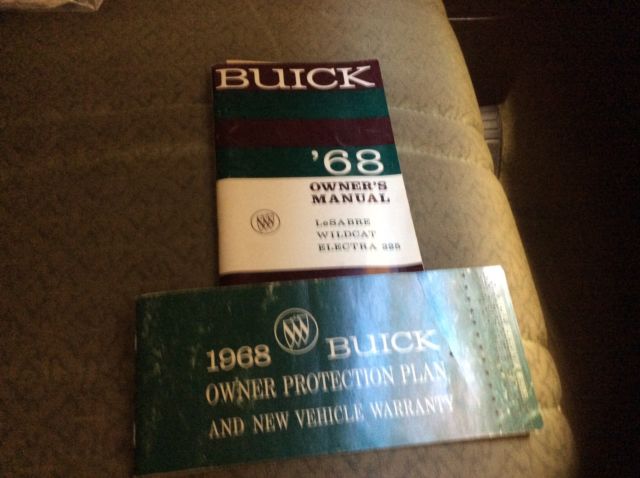 BUICK
'68
OWNER'S
MANUAL
LeSABRE
WILDCAT
ELECTRA 225
1968 BUICK
OWNER PROTECTION PLAN
AND NEW VEHICLE WARRANTY